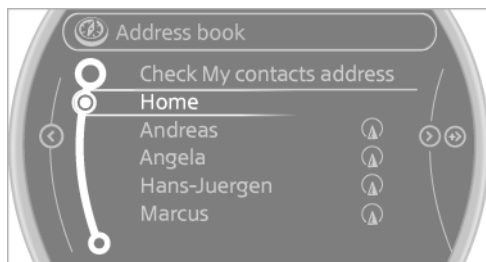 Address book
Check My contacts address
Home
Andreas
Angela
Hans-Juergen
Marcus